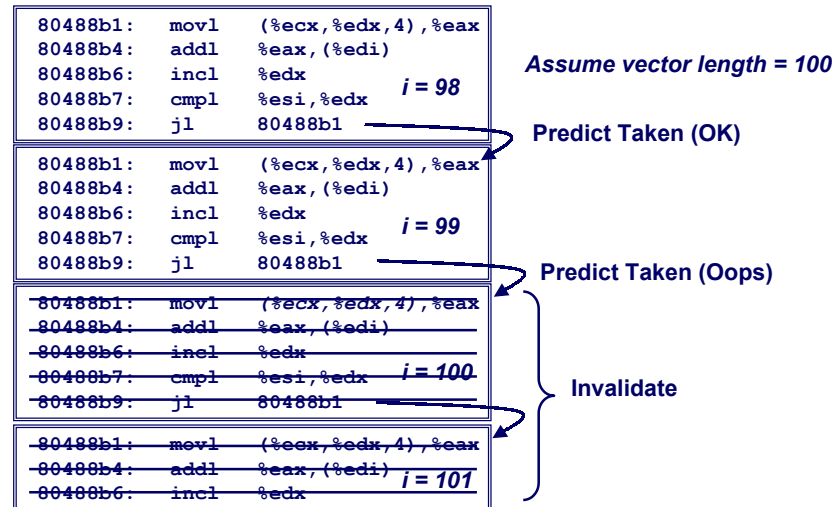 80488b1: movl (%ecx,%edx,4),%eax
80488b4: addl %eax,(%edi)
80488b6: incl %edx
80488b7: cmpl %esi,%edx
i = 98
80488b9: jl 80488b1
Assume vector length = 100
Predict Taken (OK)
80488b1: movl (%ecx,%edx,4),%eax
80488b4: addl %eax,(%edi)
80488b6: incl %edx
80488b7: cmpl %esi,%edx
i = 99
80488b9: jl 80488b1
Predict Taken (Oops)
80488b1: movl (%ecx,%edx,4),%eax
80488b4: addl %eax,(%edi)
80488b6: incl %edx
80488b7: cmpl %esi,%edx
i = 100
80488b9: jl 80488b1
Invalidate
80488b1: movl (%ecx,%edx,4),%eax
80488b4: addl %eax,(%edi)
i = 101
80488b6: incl %edx